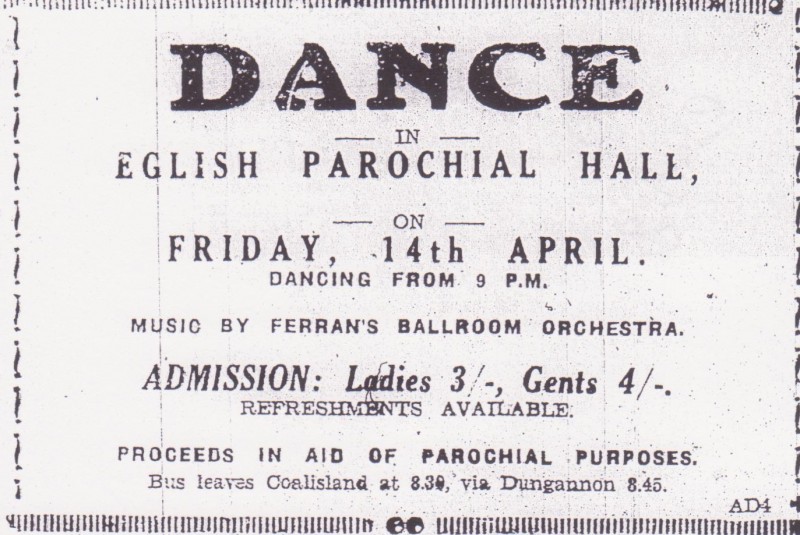 DANCE
IN
EGLISH PAROCHIAL HALL,
ON
FRIDAY, 14th APRIL.
DANCING FROM 9 P.M.
MUSIC BY FERRAN'S BALLROOM ORCHESTRA.
ADMISSION: Ladies 3/-, Gents 4/-.
REFRESHMENTS AVAILABLE.
PROCEEDS IN AID OF PAROCHIAL PURPOSES.
Bus leaves Coalisland at 8.30, via Dungannon 8.45.
AD4